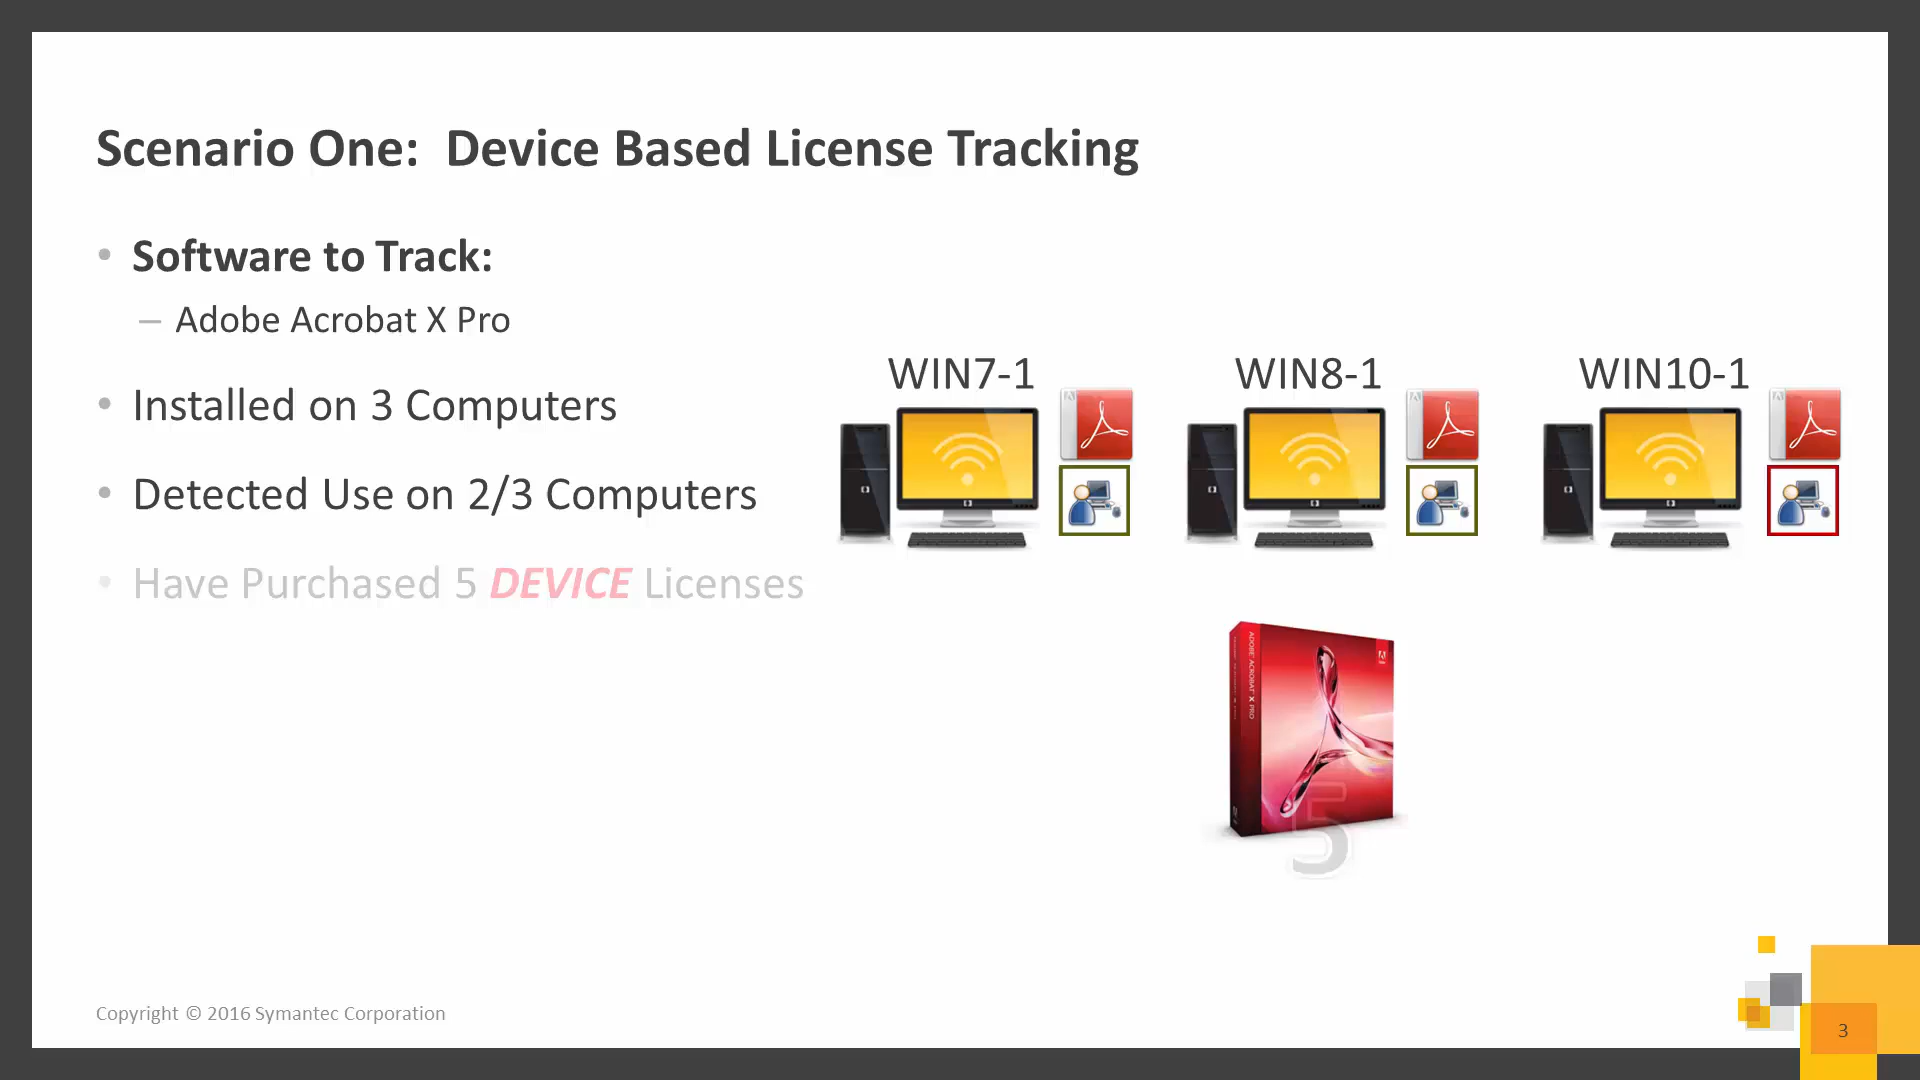 Scenario One: Device Based License Tracking
• Software to Track:
– Adobe Acrobat X Pro
• Installed on 3 Computers
• Detected Use on 2/3 Computers
• Have Purchased 5 DEVICE Licenses
WIN7-1
WIN8-1
WIN10-1
ADOBE® ACROBAT® X PRO
5
Copyright © 2016 Symantec Corporation
3